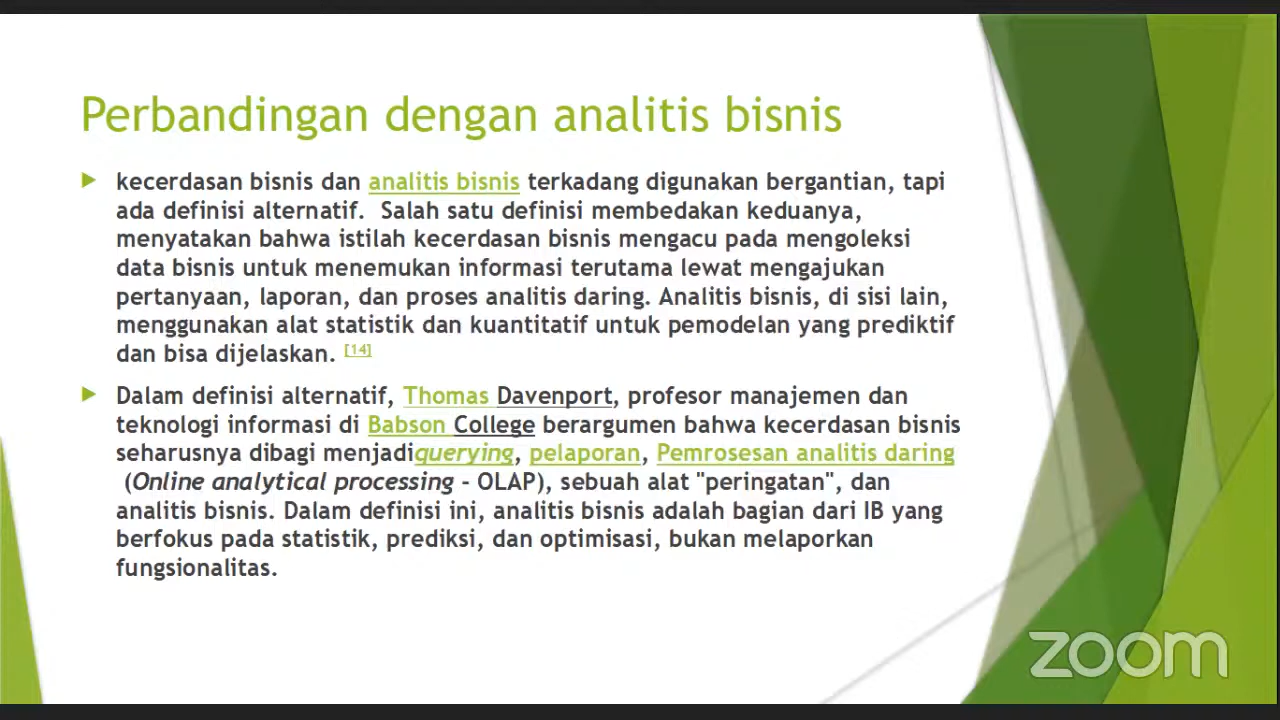 Perbandingan dengan analitis bisnis
kecerdasan bisnis dan analitis bisnis terkadang digunakan bergantian, tapi
ada definisi alternatif.  Salah satu definisi membedakan keduanya,
menyatakan bahwa istilah kecerdasan bisnis mengacu pada mengoleksi
data bisnis untuk menemukan informasi terutama lewat mengajukan
pertanyaan, laporan, dan proses analitis daring. Analitis bisnis, di sisi lain,
menggunakan alat statistik dan kuantitatif untuk pemodelan yang prediktif
dan bisa dijelaskan. [14]
Dalam definisi alternatif, Thomas Davenport, profesor manajemen dan
teknologi informasi di Babson College berargumen bahwa kecerdasan bisnis
seharusnya dibagi menjadiquerying, pelaporan, Pemrosesan analitis daring
(Online analytical processing - OLAP), sebuah alat "peringatan", dan
analitis bisnis. Dalam definisi ini, analitis bisnis adalah bagian dari IB yang
berfokus pada statistik, prediksi, dan optimisasi, bukan melaporkan
fungsionalitas.
zoom